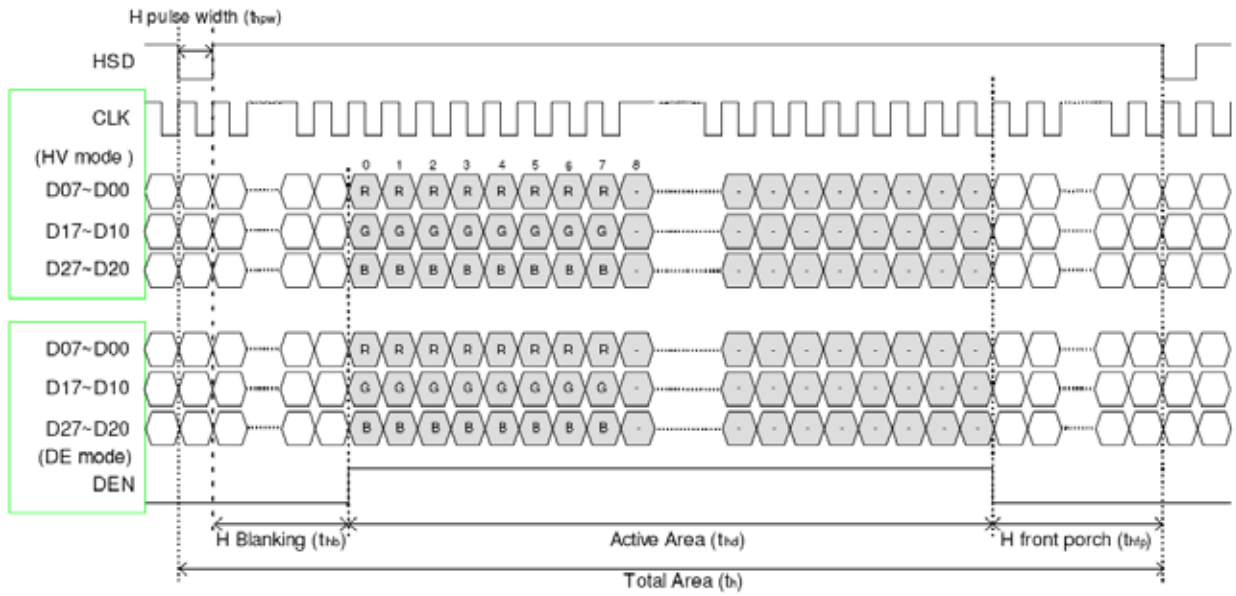 H pulse width (thpw)
HSD
CLK
(HV mode )
0 1 2 3 4 5 6 7 8
D07~D00 R R R R R R R R - - - - - - - - -
D17~D10 G G G G G G G G - - - - - - - - -
D27~D20 B B B B B B B B - - - - - - - - -
D07~D00 R R R R R R R R - - - - - - - - -
D17~D10 G G G G G G G G - - - - - - - - -
D27~D20 B B B B B B B B - - - - - - - - -
(DE mode)
DEN
H Blanking (thb) Active Area (thd) H front porch (thfp)
Total Area (th)